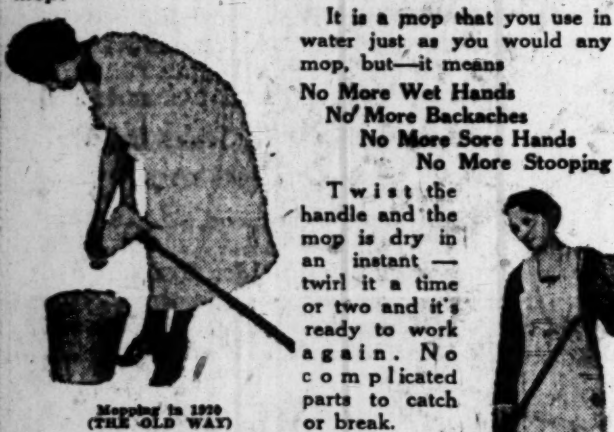 It is a mop that you use in
water just as you would any
mop, but—it means
No More Wet Hands
No More Backaches
No More Sore Hands
No More Stooping
Twist the
handle and the
mop is dry in
an instant —
twirl it a time
or two and it's
ready to work
again. No
complicated
parts to catch
or break.
Mopping in 1920
(THE OLD WAY)